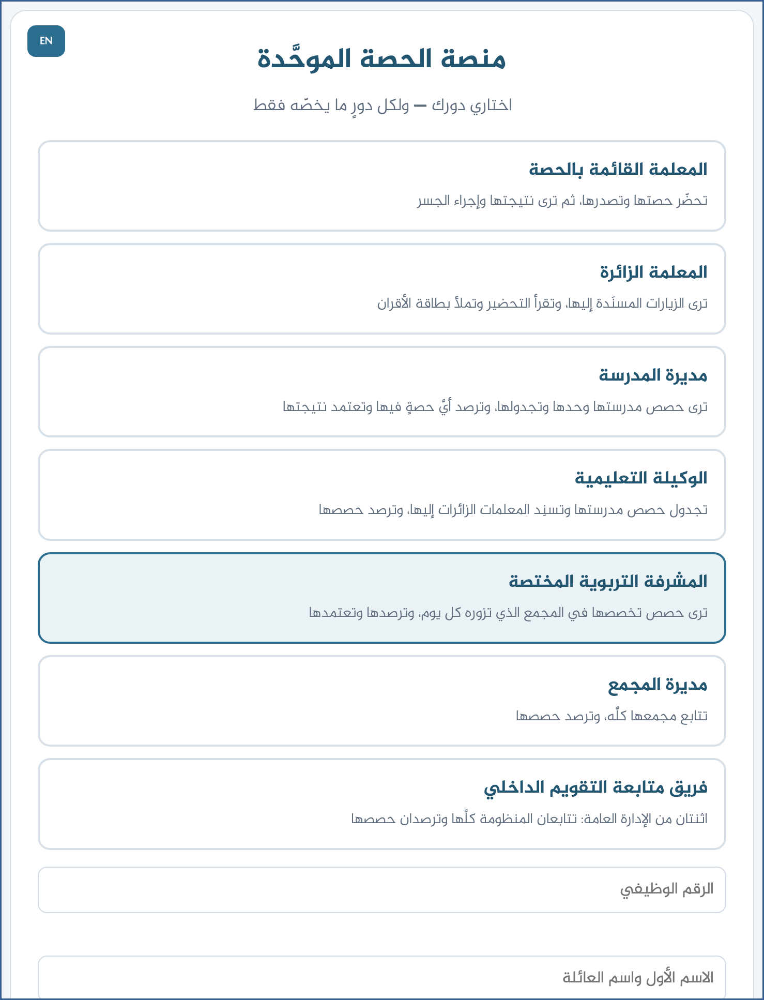 EN
منصة الحصة الموحَّدة
اختاري دورك — ولكل دورٍ ما يخصّه فقط
المعلمة القائمة بالحصة
تحضّر حصتها وتصدرها، ثم ترى نتيجتها وإجراء الجسر
المعلمة الزائرة
ترى الزيارات المسنَدة إليها، وتقرأ التحضير وتملأ بطاقة الأقران
مديرة المدرسة
ترى حصص مدرستها وحدها وتجدولها، وترصد أيَّ حصةٍ فيها وتعتمد نتيجتها
الوكيلة التعليمية
تجدول حصص مدرستها وتسنِد المعلمات الزائرات إليها، وترصد حصصها
المشرفة التربوية المختصة
ترى حصص تخصصها في المجمع الذي تزوره كل يوم، وترصدها وتعتمدها
مديرة المجمع
تتابع مجمعها كلَّه، وترصد حصصها
فريق متابعة التقويم الداخلي
اثنتان من الإدارة العامة: تتابعان المنظومة كلَّها وترصدان حصصها
الرقم الوظيفي
الاسم الأول واسم العائلة